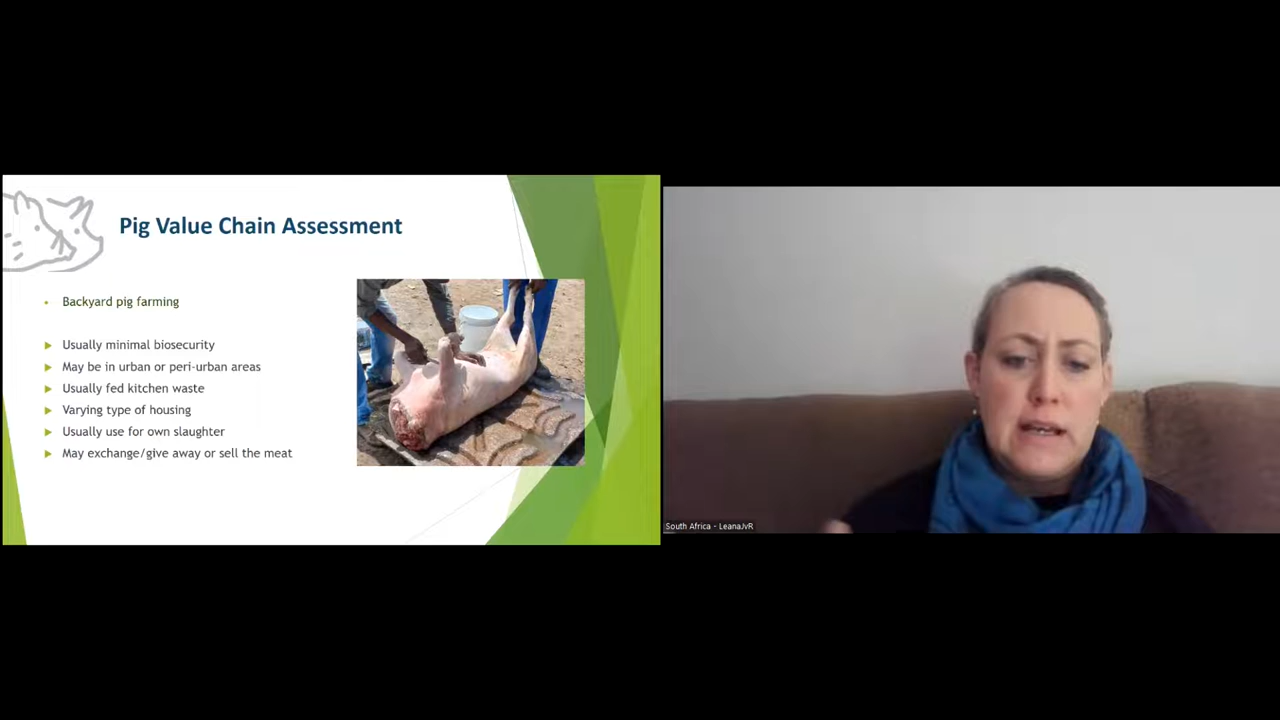 Pig Value Chain Assessment
Backyard pig farming
Usually minimal biosecurity
May be in urban or peri-urban areas
Usually fed kitchen waste
Varying type of housing
Usually use for own slaughter
May exchange/give away or sell the meat
South Africa - LeanaJvR